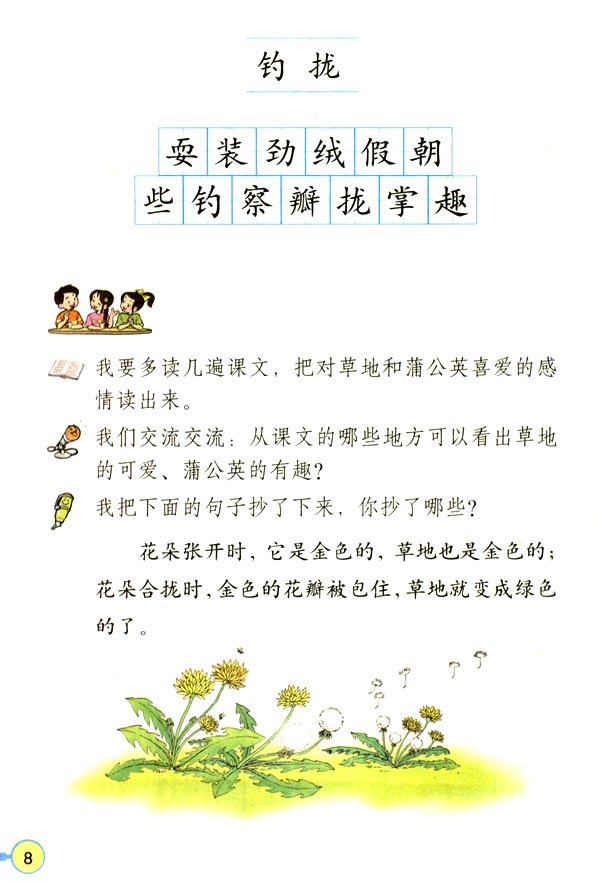 钓 拢
耍装劲绒假朝
些钓察瓣拢掌趣
我要多读几遍课文，把对草地和蒲公英喜爱的感
情读出来。
我们交流交流：从课文的哪些地方可以看出草地
的可爱、蒲公英的有趣？
我把下面的句子抄了下来，你抄了哪些？
花朵张开时，它是金色的，草地也是金色的；
花朵合拢时，金色的花瓣被包住，草地就变成绿色
的了。
8